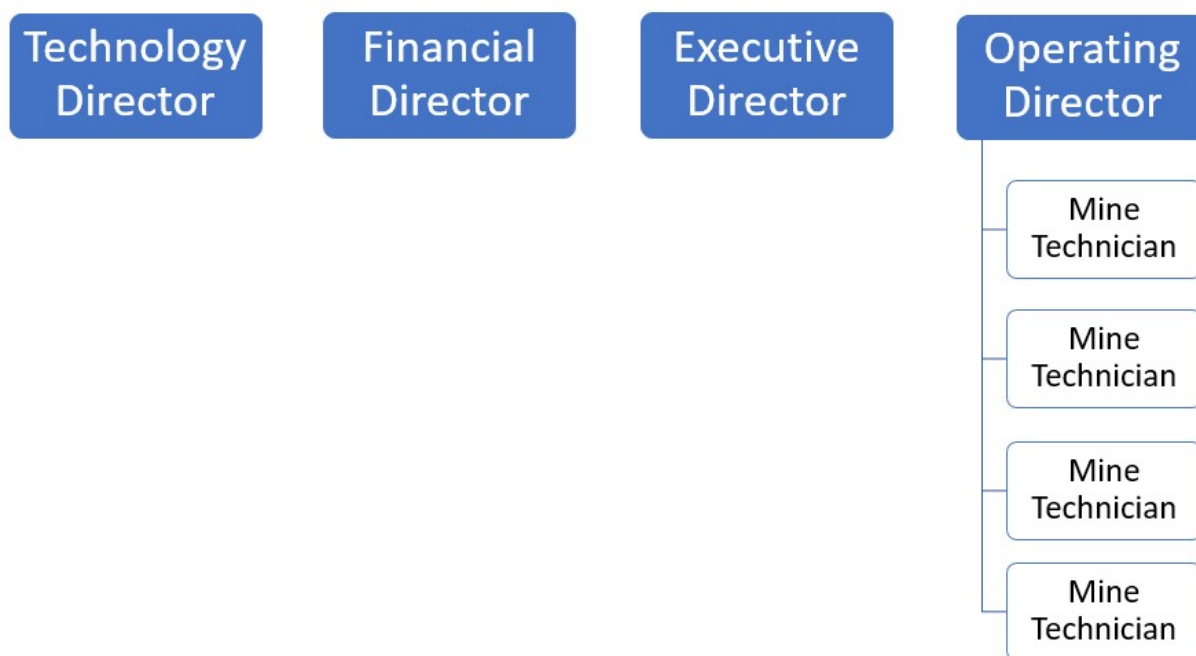 Technology
Director
Financial
Director
Executive
Director
Operating
Director
Mine
Technician
Mine
Technician
Mine
Technician
Mine
Technician